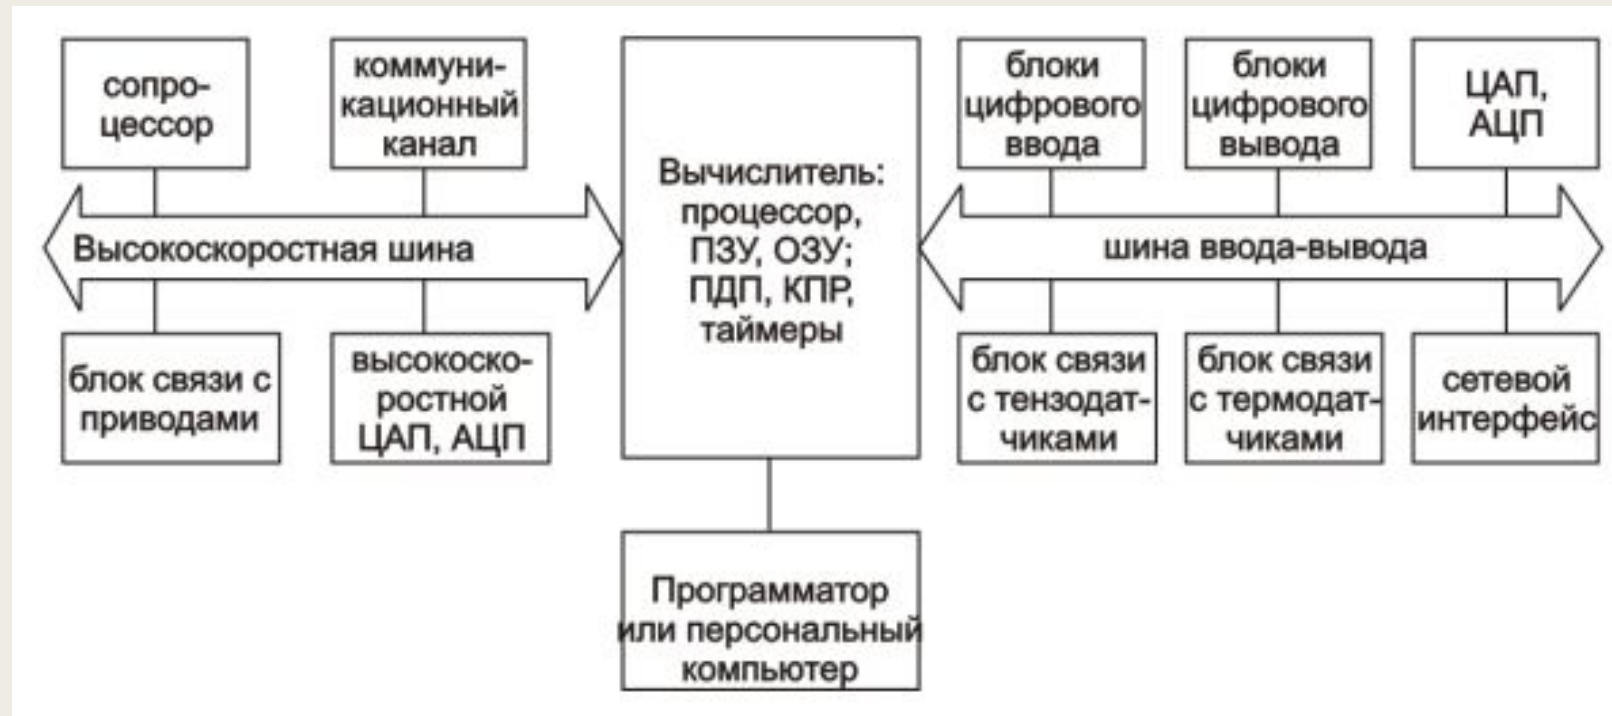 сопро-
цессор
коммуни-
кационный
канал
Вычислитель:
процессор,
ПЗУ, ОЗУ;
ПДП, КПР,
таймеры
блоки
цифрового
ввода
блоки
цифрового
вывода
ЦАП,
АЦП
Высокоскоростная шина
шина ввода-вывода
блок связи с
приводами
высокоско-
ростной
ЦАП, АЦП
блок связи
с тензодат-
чиками
блок связи
с термодат-
чиками
сетевой
интерфейс
Программатор
или персональный
компьютер